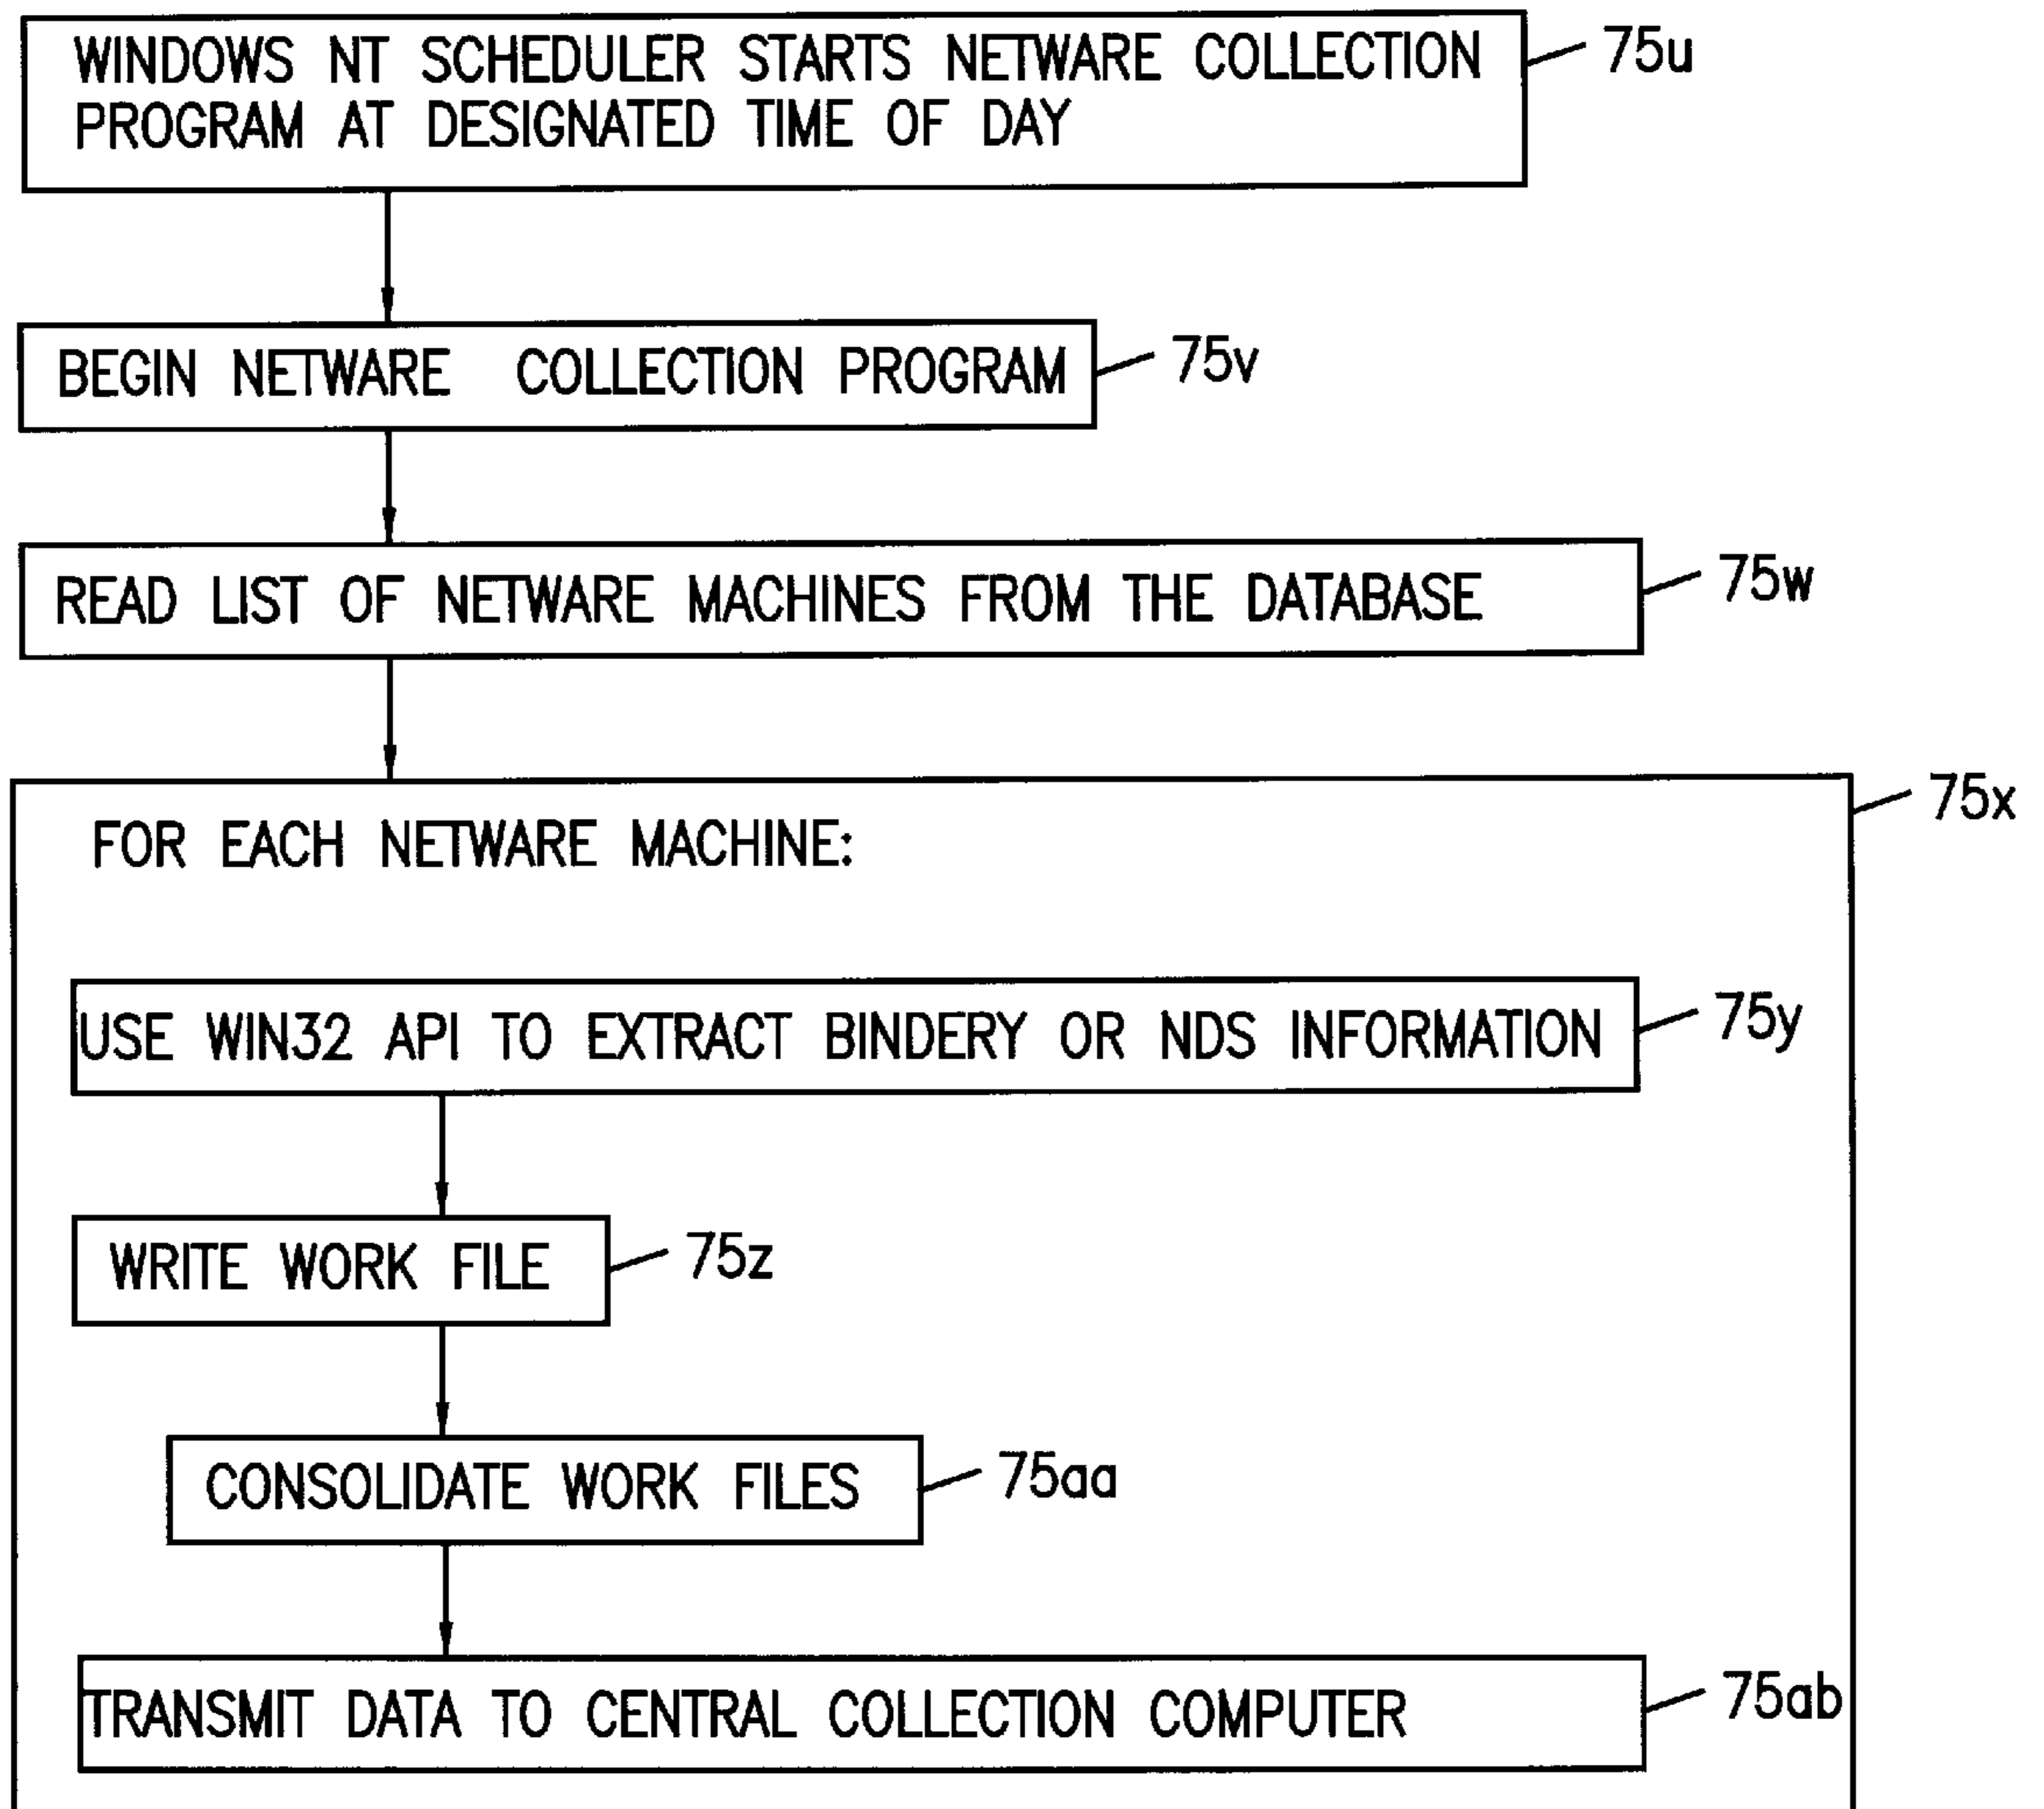 WINDOWS NT SCHEDULER STARTS NETWARE COLLECTION
PROGRAM AT DESIGNATED TIME OF DAY
75u
BEGIN NETWARE COLLECTION PROGRAM
75v
READ LIST OF NETWARE MACHINES FROM THE DATABASE
75w
75x
FOR EACH NETWARE MACHINE:
USE WIN32 API TO EXTRACT BINDERY OR NDS INFORMATION
75y
WRITE WORK FILE
75z
CONSOLIDATE WORK FILES
75aa
TRANSMIT DATA TO CENTRAL COLLECTION COMPUTER
75ab